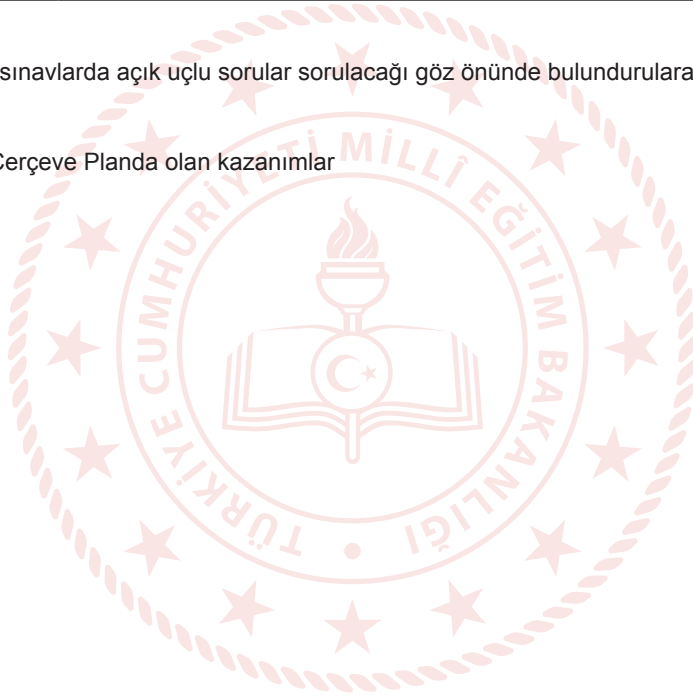 sınavlarda açık uçlu sorular sorulacağı göz önünde bulundurulara
Çerçeve Planda olan kazanımlar
TÜRKİYE CUMHURİYETİ MİLLÎ EĞİTİM BAKANLIĞI